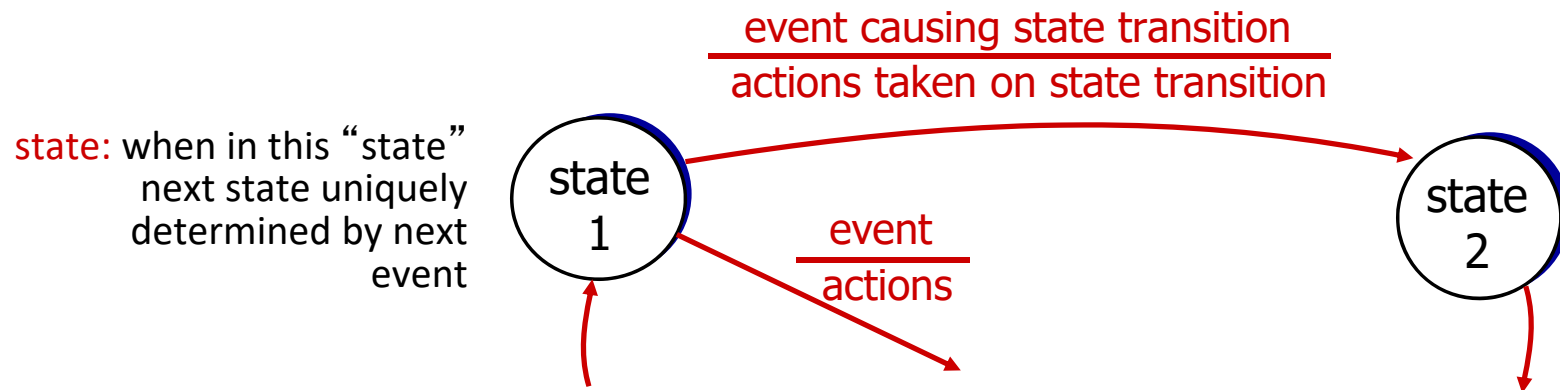 event causing state transition
actions taken on state transition
state: when in this “state”
next state uniquely
determined by next
event
state
1
event
actions
state
2